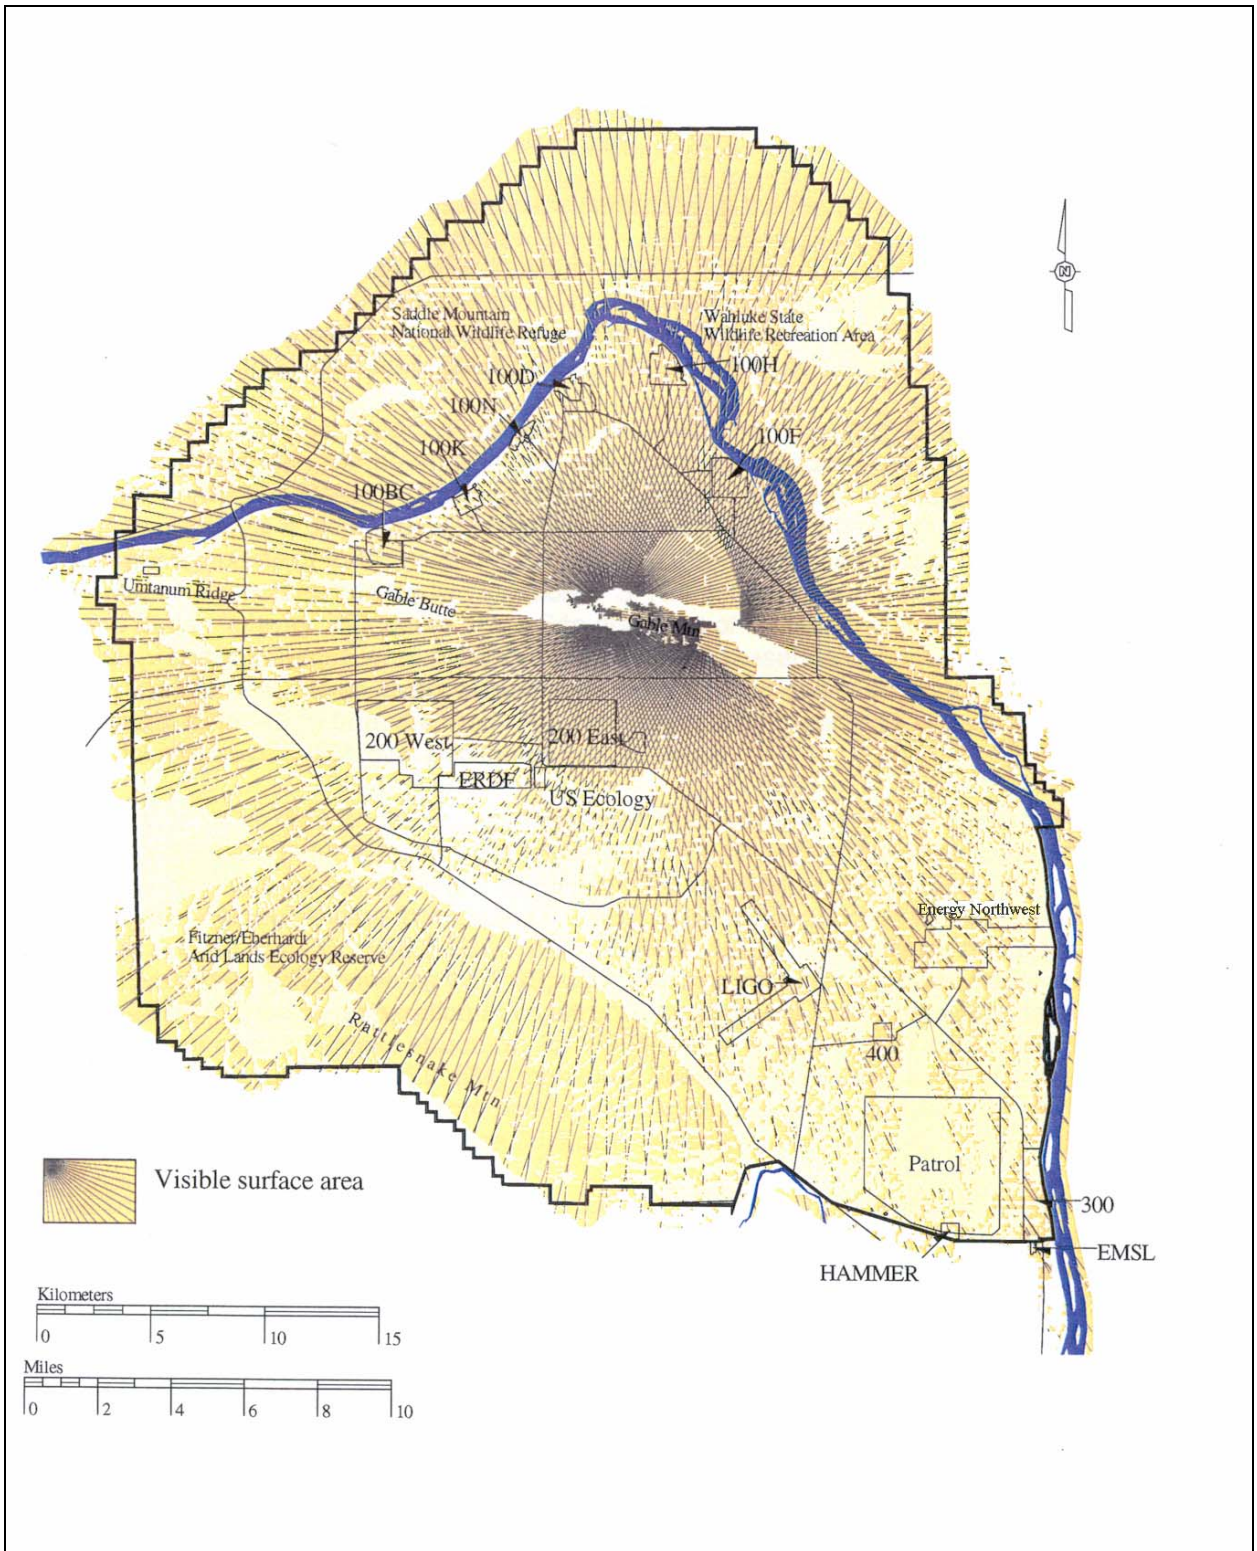 N
Saddle Mountain
National Wildlife Refuge
Wahluke State
Wildlife Recreation Area
100H
100D
100N
100F
100K
100BC
Umtanum Ridge
Gable Butte
Gable Mtn
200 West
200 East
ERDF
US Ecology
Energy Northwest
Fitzner/Eberhardt
Arid Lands Ecology Reserve
LIGO
Rattlesnake Mtn
400
Patrol
Visible surface area
300
EMSL
HAMMER
Kilometers
0 5 10 15
Miles
0 2 4 6 8 10